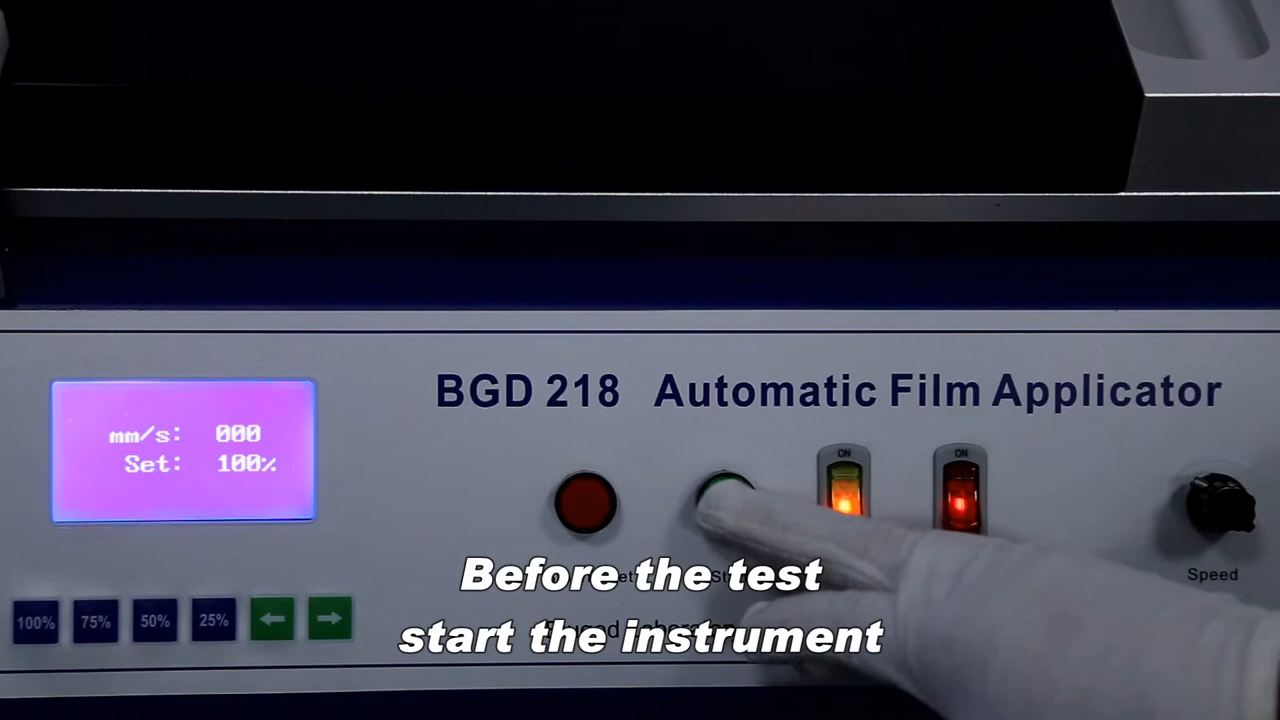 BGD 218 Automatic Film Applicator
mm/s: 000
Set: 100%
ON
ON
Speed
100%
75%
50%
25%
←
→
Before the test
start the instrument